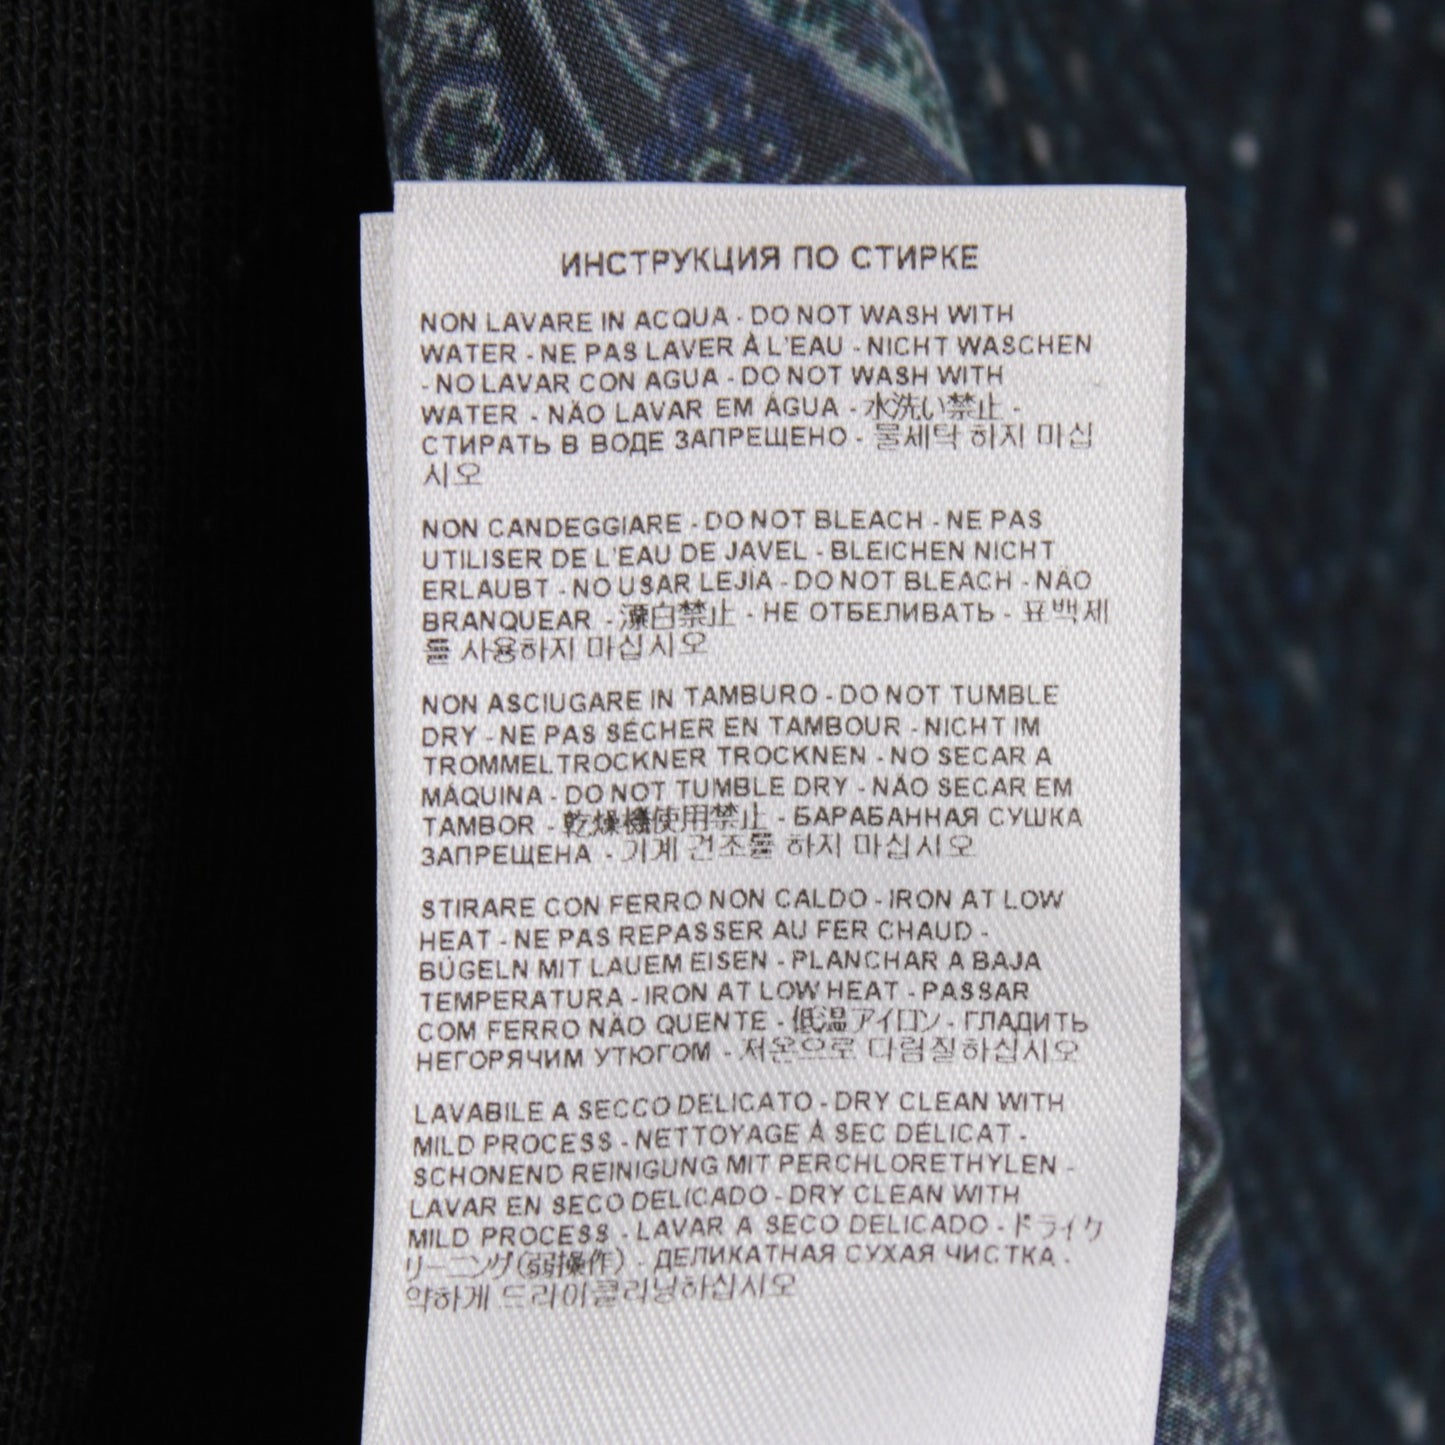 ИНСТРУКЦИЯ ПО СТИРКЕ
NON LAVARE IN ACQUA - DO NOT WASH WITH
WATER - NE PAS LAVER À L'EAU - NICHT WASCHEN
- NO LAVAR CON AGUA - DO NOT WASH WITH
WATER - NÃO LAVAR EM ÁGUA - 水洗い禁止 -
СТИРАТЬ В ВОДЕ ЗАПРЕЩЕНО - 물세탁 하지 마십
시오
NON CANDEGGIARE - DO NOT BLEACH - NE PAS
UTILISER DE L'EAU DE JAVEL - BLEICHEN NICHT
ERLAUBT - NO USAR LEJÍA - DO NOT BLEACH - NÃO
BRANQUEAR - 漂白禁止 - НЕ ОТБЕЛИВАТЬ - 표백제
를 사용하지 마십시오
NON ASCIUGARE IN TAMBURO - DO NOT TUMBLE
DRY - NE PAS SÉCHER EN TAMBOUR - NICHT IM
TROMMELTROCKNER TROCKNEN - NO SECAR A
MÁQUINA - DO NOT TUMBLE DRY - NÃO SECAR EM
TAMBOR - 乾燥機使用禁止 - БАРАБАННАЯ СУШКА
ЗАПРЕЩЕНА - 기계 건조를 하지 마십시오
STIRARE CON FERRO NON CALDO - IRON AT LOW
HEAT - NE PAS REPASSER AU FER CHAUD -
BÜGELN MIT LAUEM EISEN - PLANCHAR A BAJA
TEMPERATURA - IRON AT LOW HEAT - PASSAR
COM FERRO NÃO QUENTE - 低温アイロン - ГЛАДИТЬ
НЕГОРЯЧИМ УТЮГОМ - 저온으로 다림질하십시오
LAVABILE A SECCO DELICATO - DRY CLEAN WITH
MILD PROCESS - NETTOYAGE À SEC DÉLICAT -
SCHONEND REINIGUNG MIT PERCHLORETHYLEN -
LAVAR EN SECO DELICADO - DRY CLEAN WITH
MILD PROCESS - LAVAR A SECO DELICADO - ドライク
リーニング(弱操作) - ДЕЛИКАТНАЯ СУХАЯ ЧИСТКА -
약하게 드라이클리닝하십시오